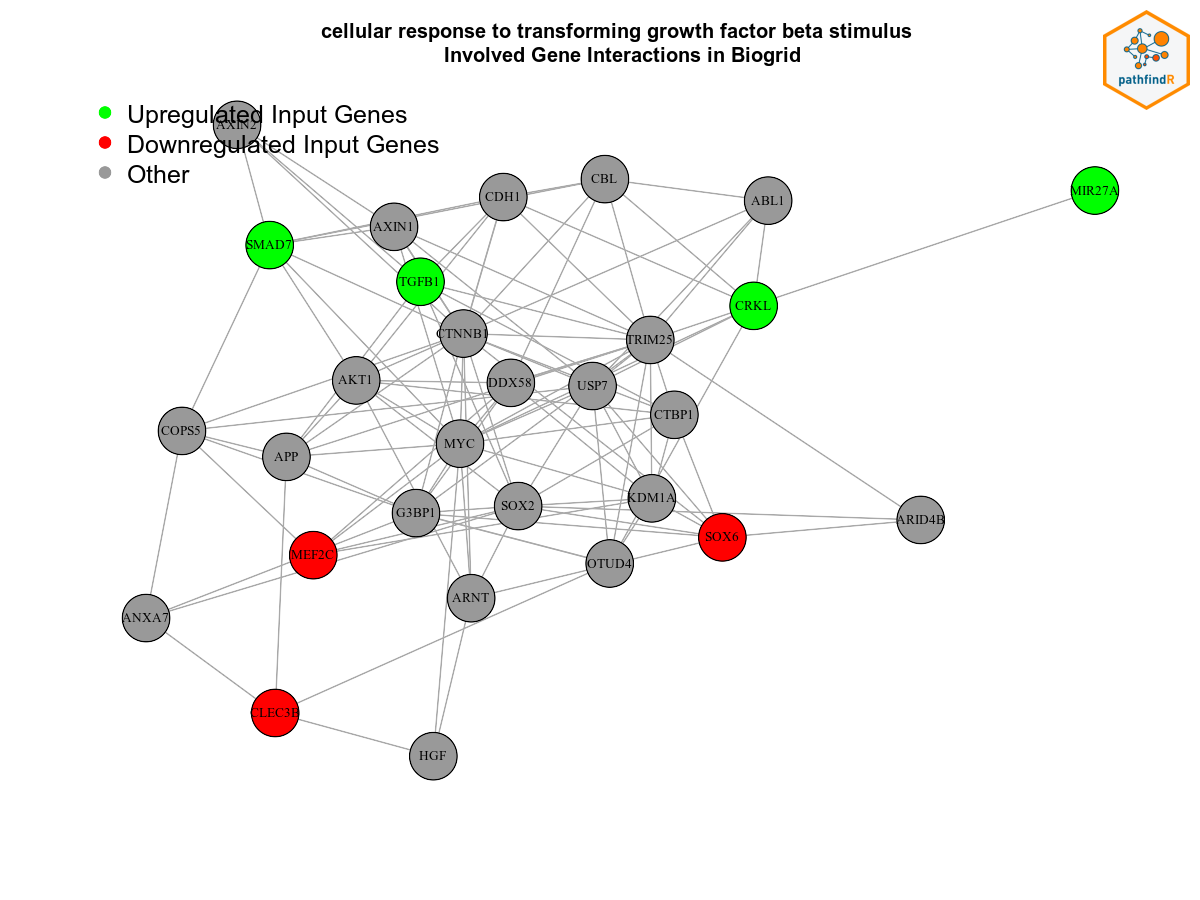 cellular response to transforming growth factor beta stimulus
Involved Gene Interactions in Biogrid
pathfindR
Upregulated Input Genes
AXIN2
Downregulated Input Genes
Other
CBL
CDH1
ABL1
MIR27A
AXIN1
SMAD7
TGFB1
CRKL
CTNNB1
TRIM25
AKT1
DDX58
USP7
CTBP1
COPS5
APP
MYC
KDM1A
SOX2
G3BP1
ARID4B
SOX6
MEF2C
OTUD4
ARNT
ANXA7
CLEC3B
HGF